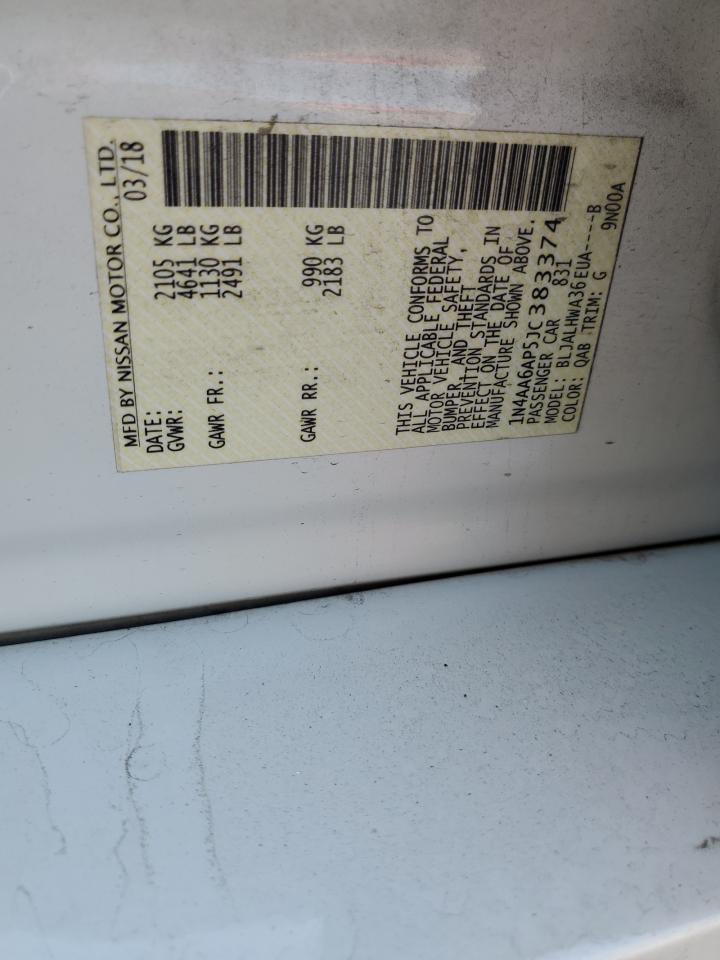 MFD BY NISSAN MOTOR CO., LTD.
DATE: 03/18
GVWR: 2105 KG
4641 LB
GAWR FR.: 1130 KG
2491 LB
GAWR RR.: 990 KG
2183 LB
THIS VEHICLE CONFORMS TO
ALL APPLICABLE FEDERAL
MOTOR VEHICLE SAFETY,
BUMPER, AND THEFT
PREVENTION STANDARDS IN
EFFECT ON THE DATE OF
MANUFACTURE SHOWN ABOVE.
1N4AA6AP5JC383374
PASSENGER CAR 831
MODEL: BLJALHWA36EUA----B
COLOR: QAB TRIM: G 9N00A